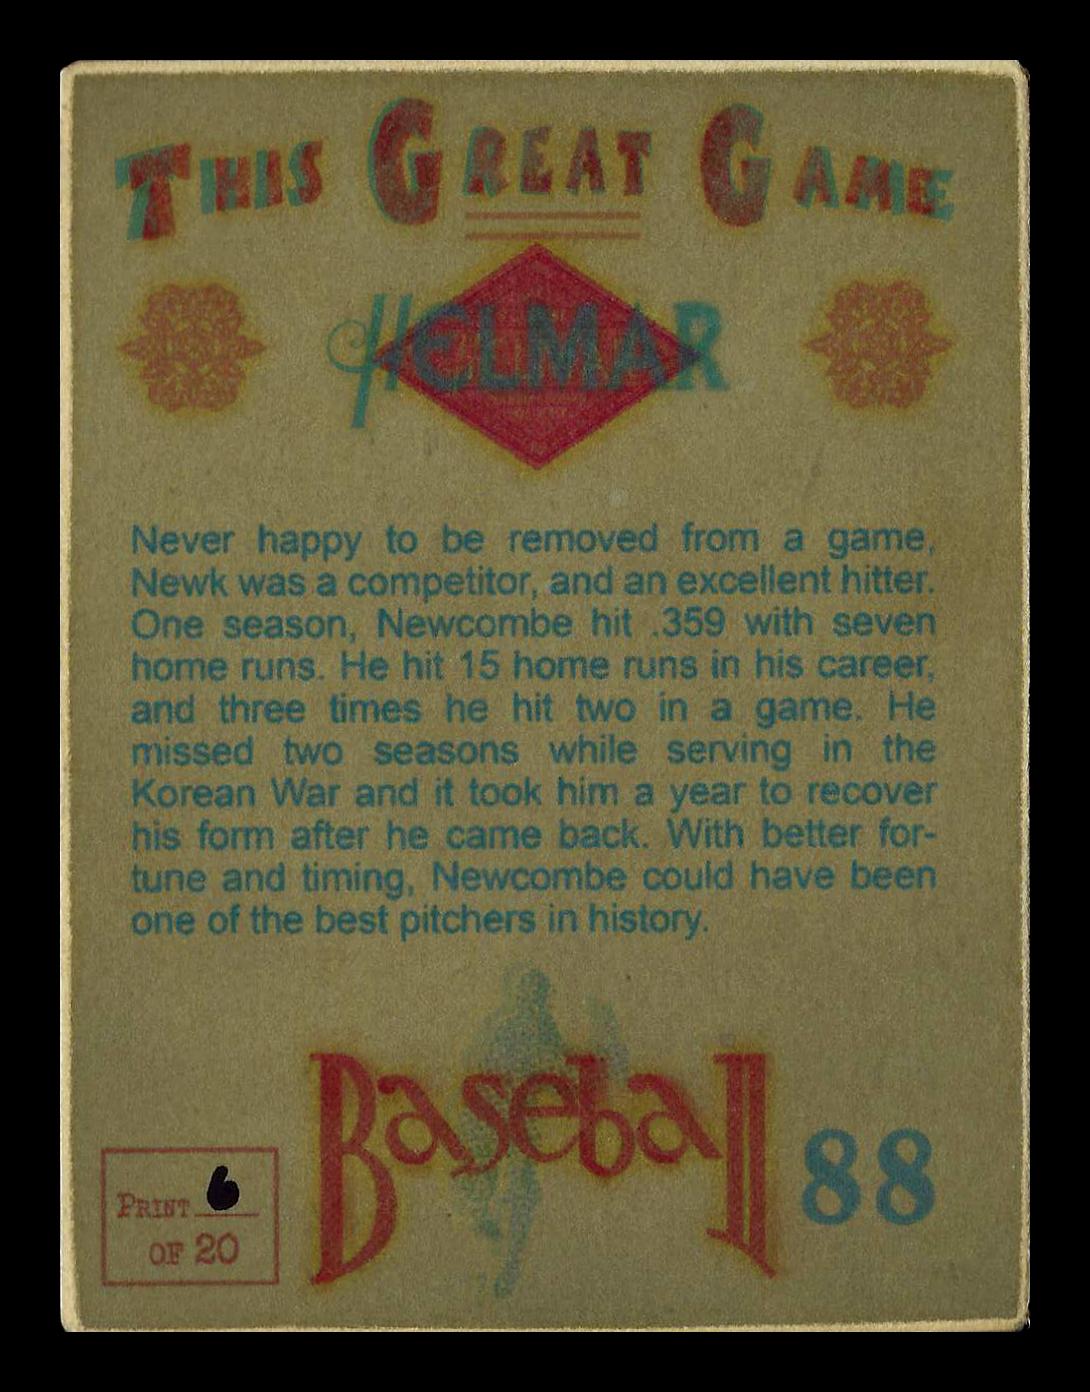 THIS GREAT GAME
HELMAR
Never happy to be removed from a game,
Newk was a competitor, and an excellent hitter.
One season, Newcombe hit .359 with seven
home runs. He hit 15 home runs in his career,
and three times he hit two in a game. He
missed two seasons while serving in the
Korean War and it took him a year to recover
his form after he came back. With better for-
tune and timing, Newcombe could have been
one of the best pitchers in history.
Baseball
88
PRINT 6
OF 20